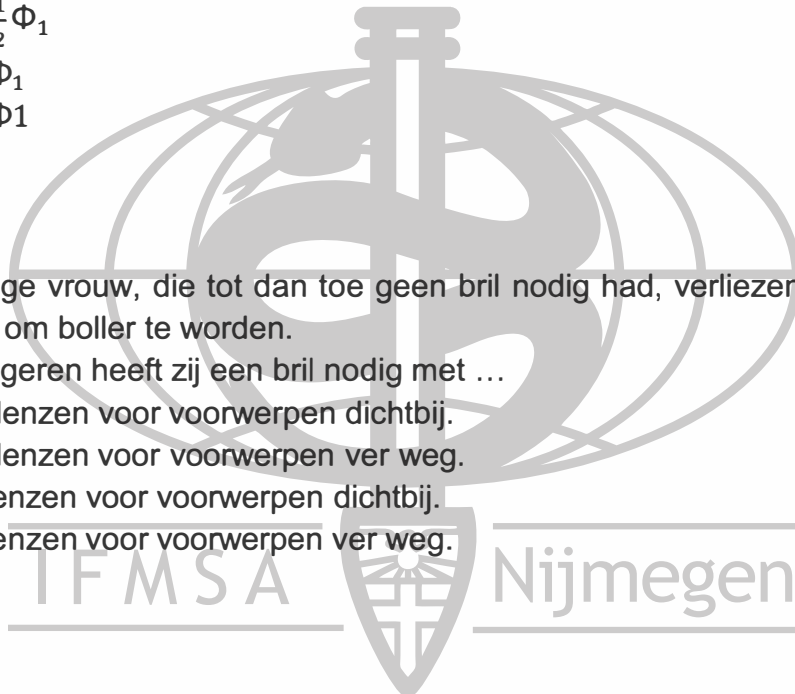 ½Φ₁
Φ₁
Φ1
ge vrouw, die tot dan toe geen bril nodig had, verliezen
om boller te worden.
geren heeft zij een bril nodig met …
lenzen voor voorwerpen dichtbij.
lenzen voor voorwerpen ver weg.
enzen voor voorwerpen dichtbij.
enzen voor voorwerpen ver weg.
IFMSA Nijmegen